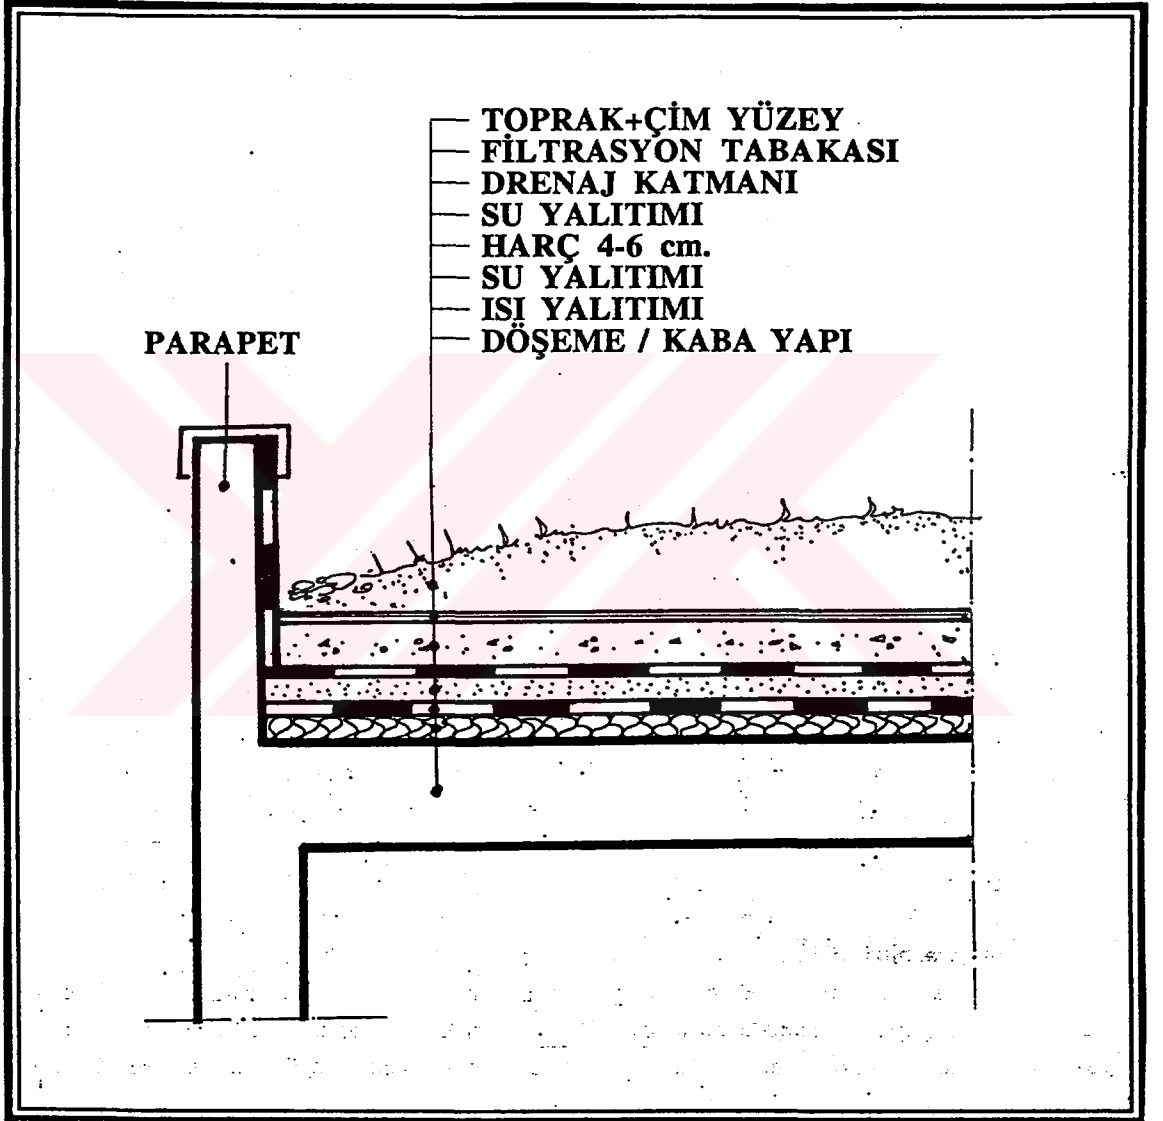 TOPRAK+ÇİM YÜZEY
FİLTRASYON TABAKASI
DRENAJ KATMANI
SU YALITIMI
HARÇ 4-6 cm.
SU YALITIMI
ISI YALITIMI
DÖŞEME / KABA YAPI
PARAPET